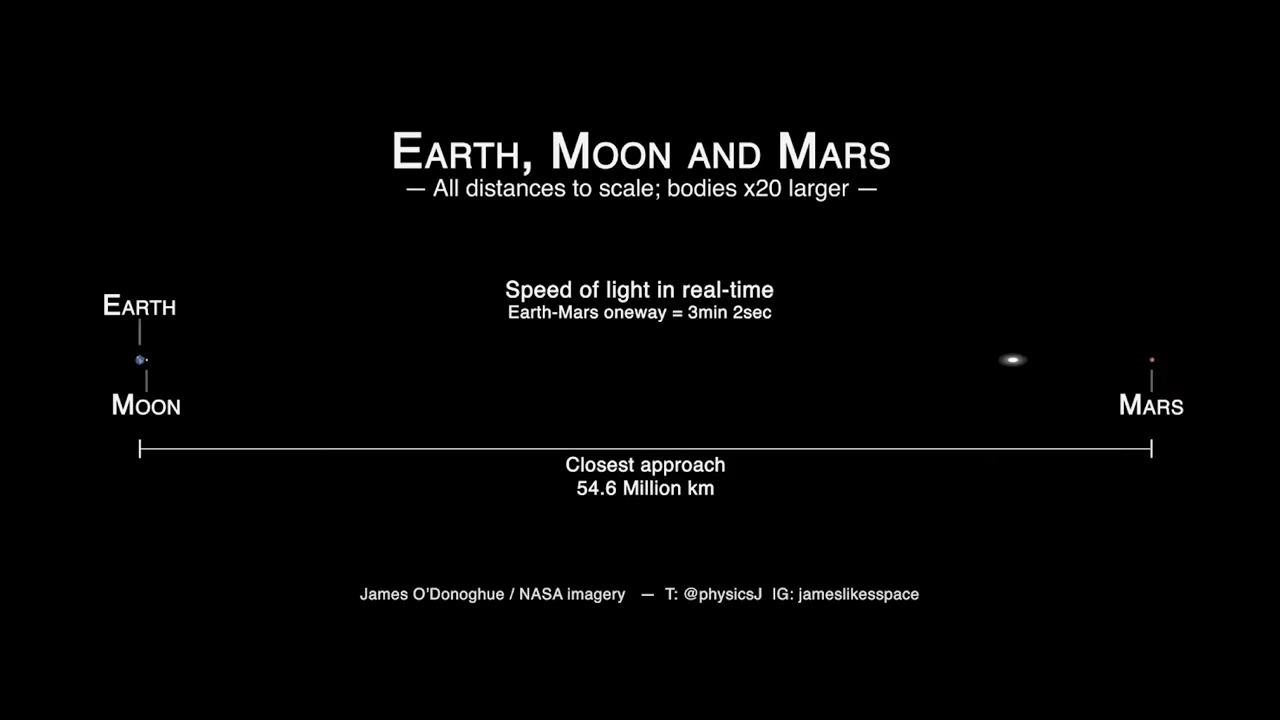 Earth, Moon and Mars
— All distances to scale; bodies x20 larger —
Speed of light in real-time
Earth-Mars oneway = 3min 2sec
Earth
Moon
Mars
Closest approach
54.6 Million km
James O'Donoghue / NASA imagery — T: @physicsJ IG: jameslikesspace